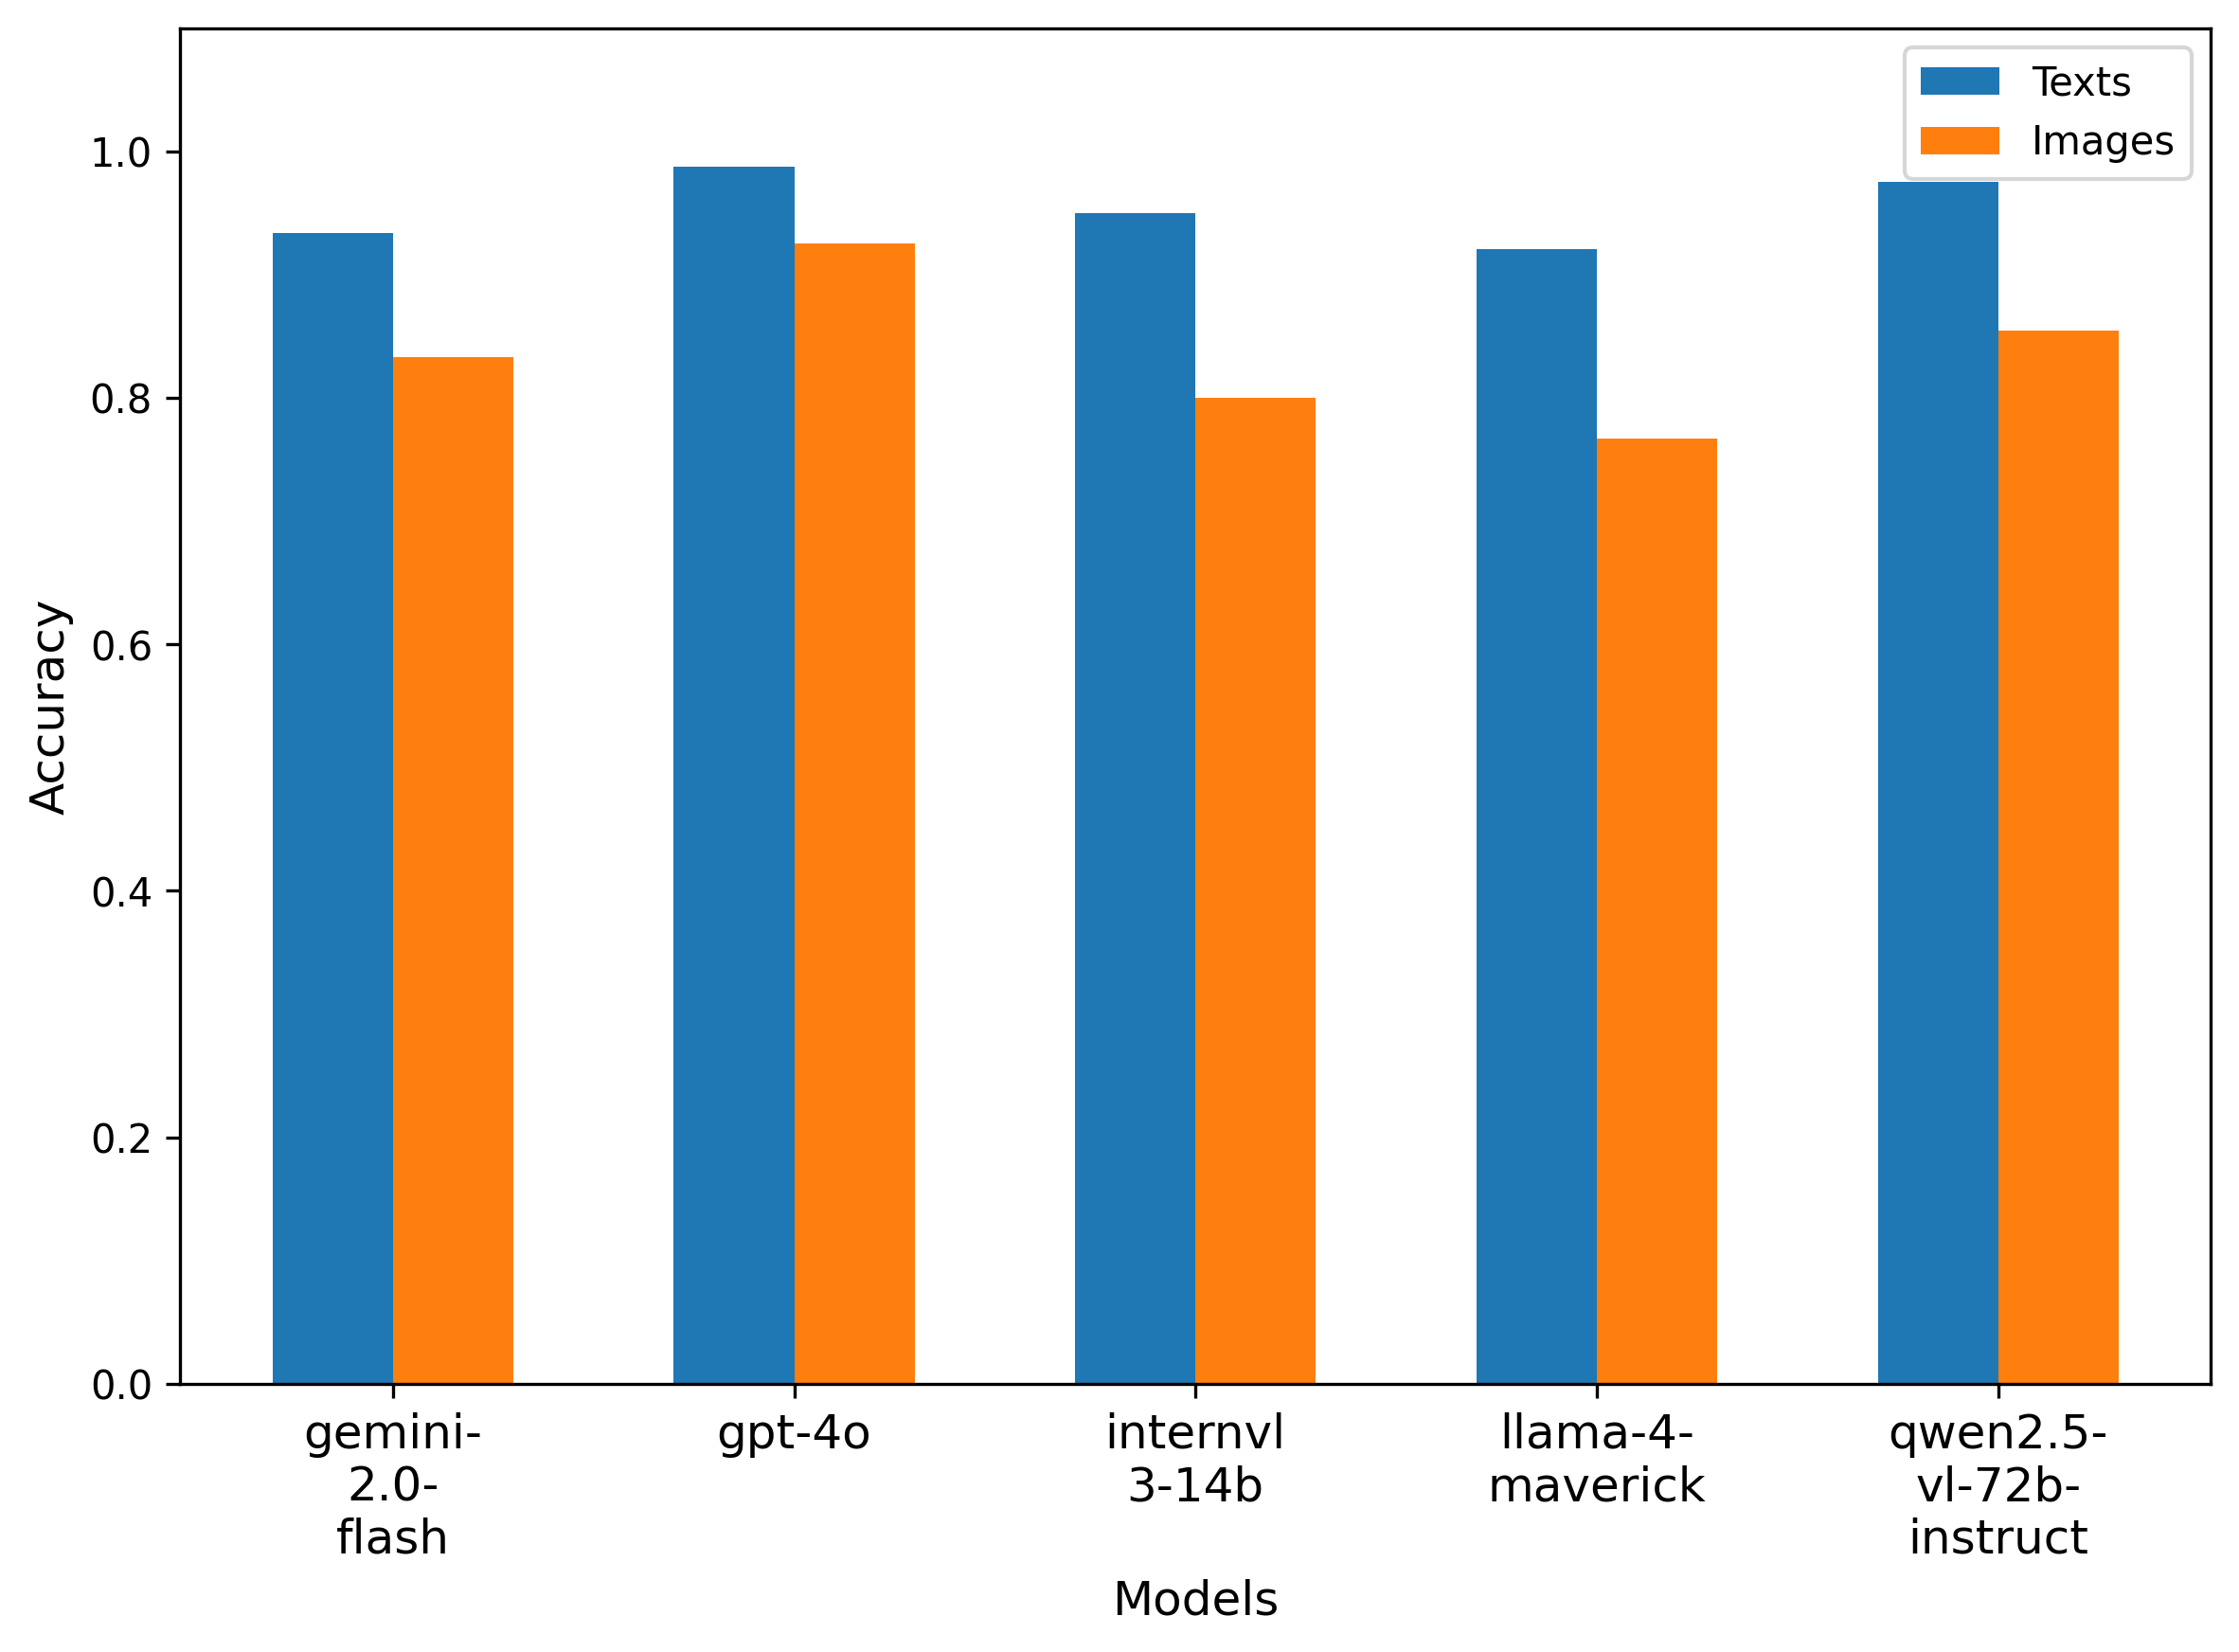 Texts
Images
1.0
0.8
0.6
0.4
0.2
0.0
Accuracy
gemini-
2.0-
flash
gpt-4o
internvl
3-14b
llama-4-
maverick
qwen2.5-
vl-72b-
instruct
Models